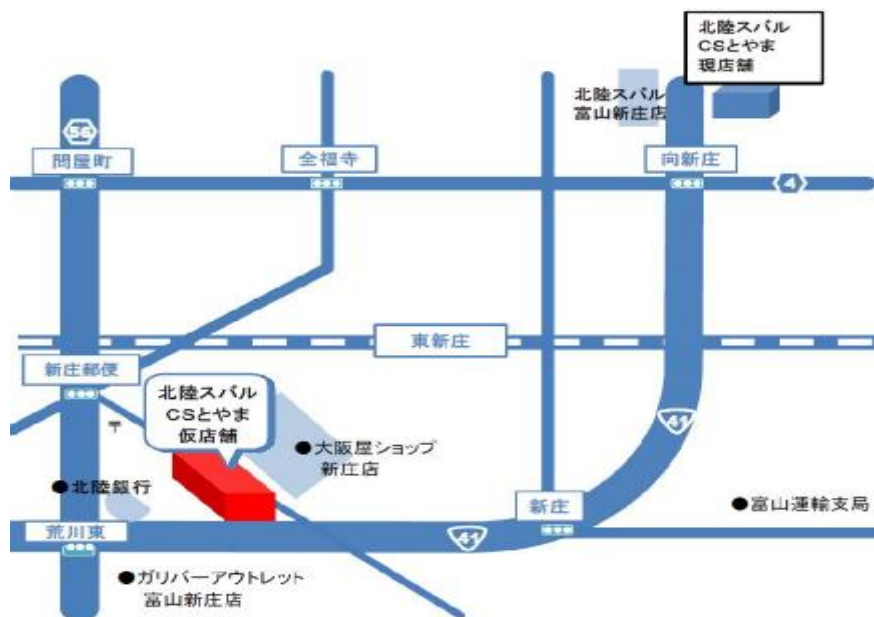 北陸スバル
CSとやま
現店舗
北陸スバル
富山新庄店
56
問屋町
全福寺
向新庄
4
東新庄
新庄郵便
北陸スバル
CSとやま
仮店舗
〒
●大阪屋ショップ
新庄店
41
●北陸銀行
新庄
●富山運輸支局
荒川東
41
●ガリバーアウトレット
富山新庄店